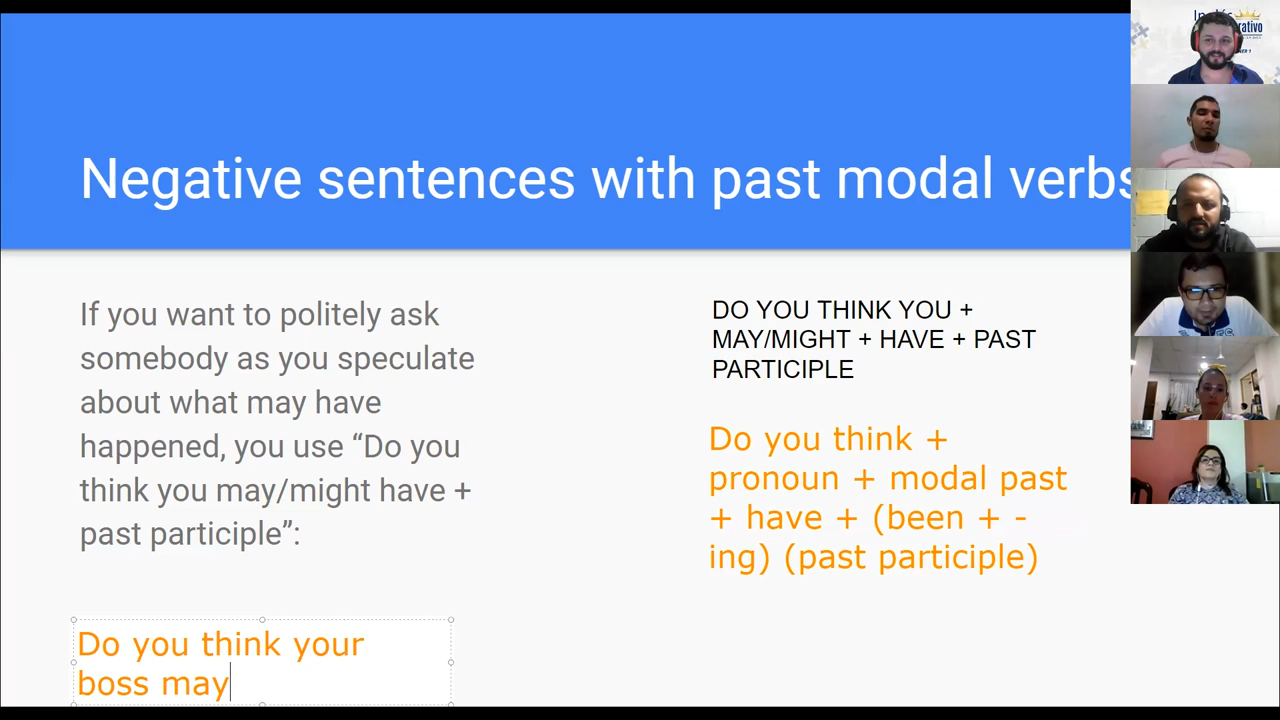 Negative sentences with past modal verbs
If you want to politely ask
somebody as you speculate
about what may have
happened, you use “Do you
think you may/might have +
past participle”:
DO YOU THINK YOU +
MAY/MIGHT + HAVE + PAST
PARTICIPLE
Do you think +
pronoun + modal past
+ have + (been + -
ing) (past participle)
Do you think your
boss may